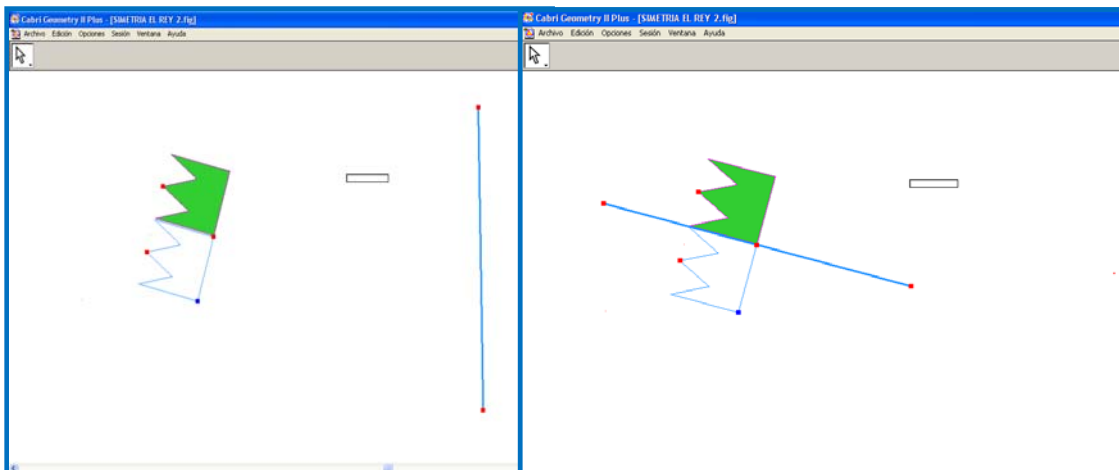 Cabri Geometry II Plus - [SIMETRIA EL REY 2.fig]
Archivo Edición Opciones Sesión Ventana Ayuda
Cabri Geometry II Plus - [SIMETRIA EL REY 2.fig]
Archivo Edición Opciones Sesión Ventana Ayuda